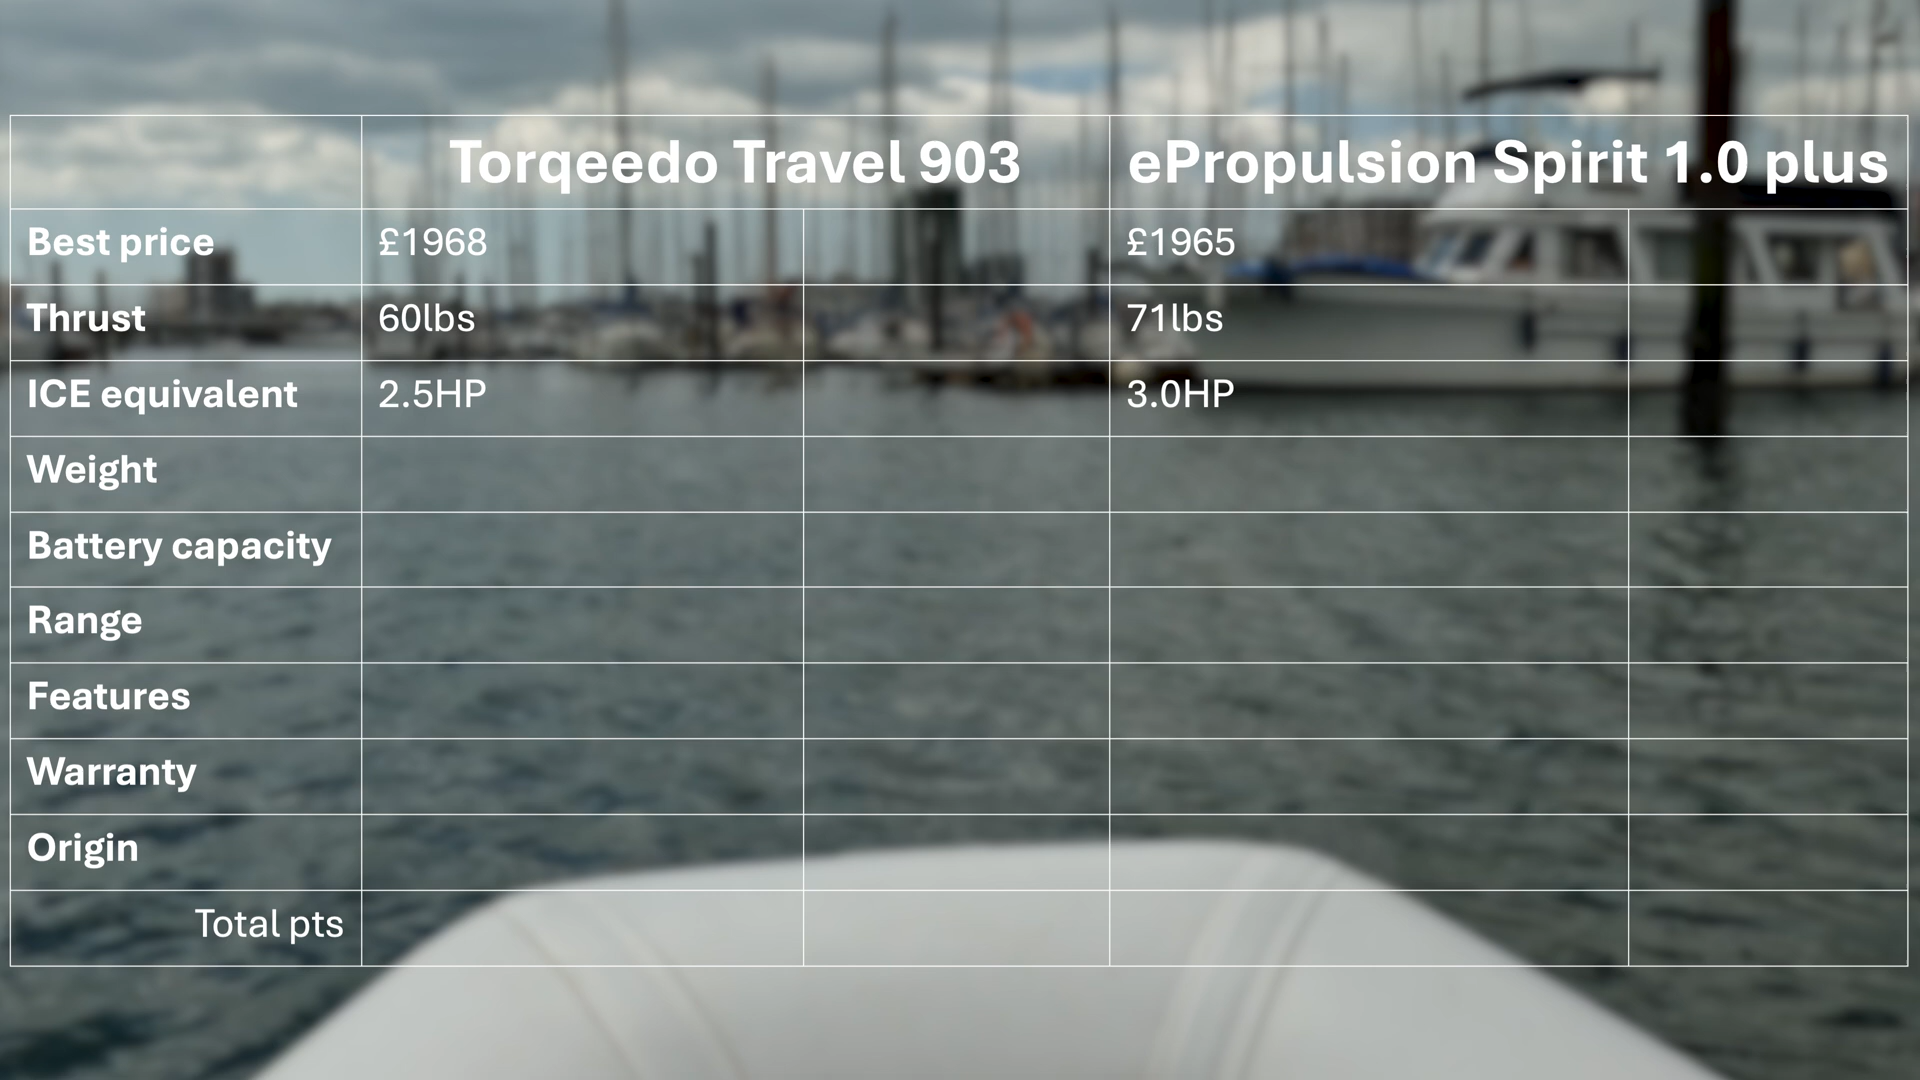 Torqeedo Travel 903 ePropulsion Spirit 1.0 plus
Best price £1968 £1965
Thrust 60lbs 71lbs
ICE equivalent 2.5HP 3.0HP
Weight
Battery capacity
Range
Features
Warranty
Origin
Total pts